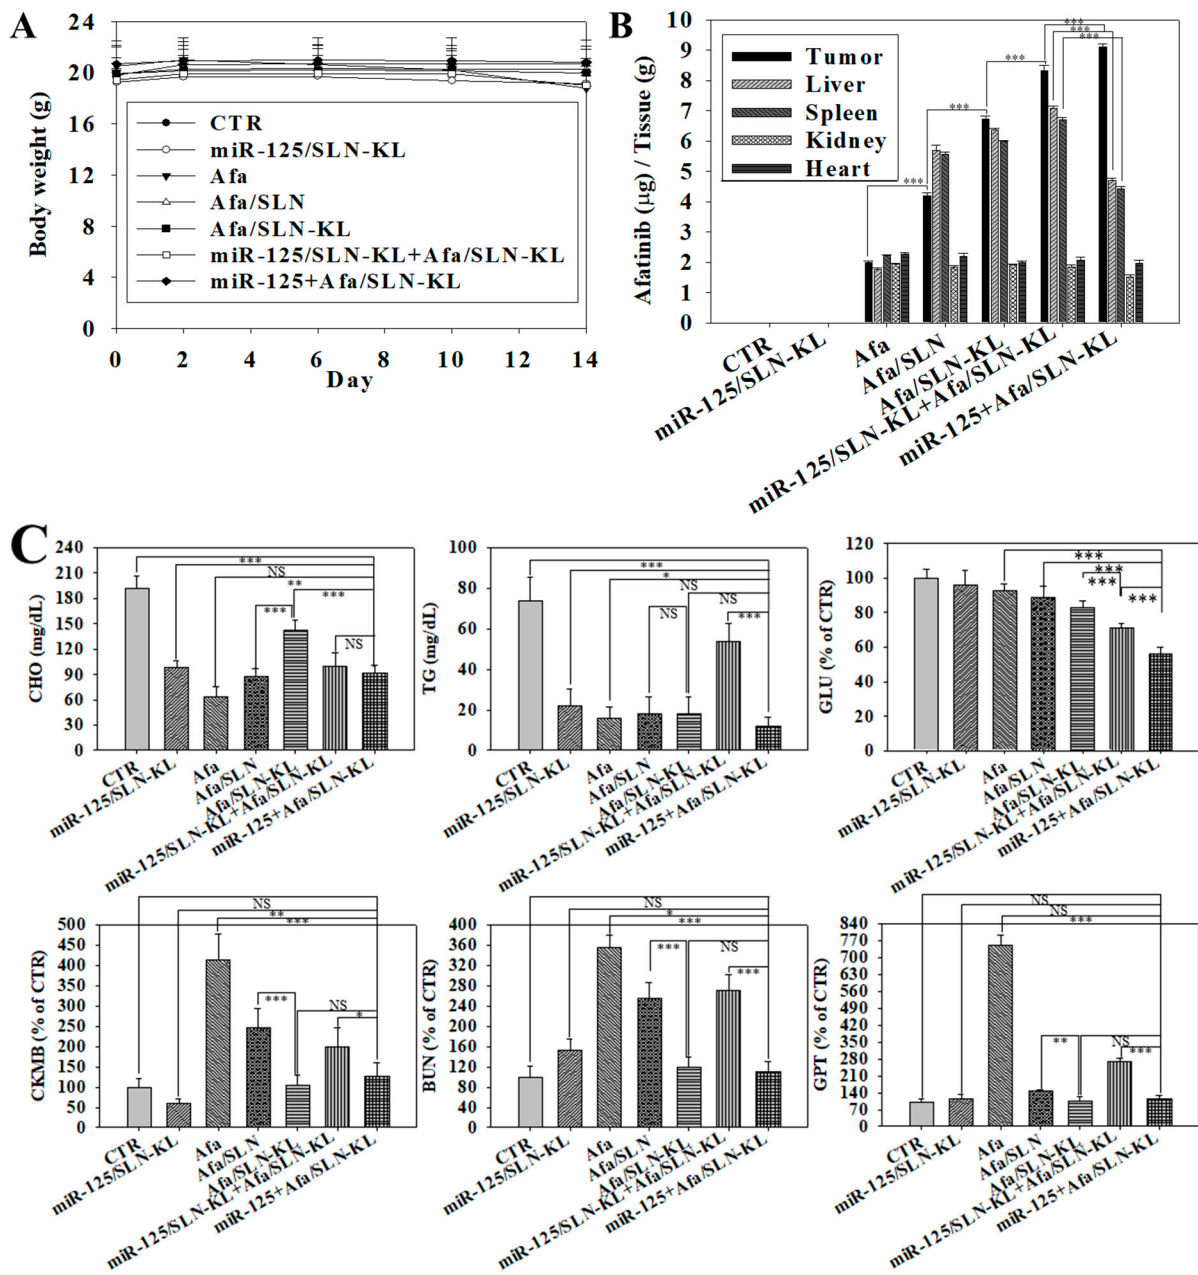 A
Body weight (g)
24
20
16
12
8
4
0
CTR
miR-125/SLN-KL
Afa
Afa/SLN
Afa/SLN-KL
miR-125/SLN-KL+Afa/SLN-KL
miR-125+Afa/SLN-KL
0 2 4 6 8 10 12 14
Day
B
Afatinib (µg) / Tissue (g)
10
9
8
7
6
5
4
3
2
1
0
Tumor
Liver
Spleen
Kidney
Heart
***
***
***
***
***
***
CTR
miR-125/SLN-KL
Afa
Afa/SLN
Afa/SLN-KL
miR-125/SLN-KL+Afa/SLN-KL
miR-125+Afa/SLN-KL
C
CHO (mg/dL)
240
210
180
150
120
90
60
30
0
***
NS
**
***
***
NS
CTR
miR-125/SLN-KL
Afa
Afa/SLN
Afa/SLN-KL
miR-125/SLN-KL+Afa/SLN-KL
miR-125+Afa/SLN-KL
TG (mg/dL)
100
80
60
40
20
0
***
*
NS
NS
NS
***
CTR
miR-125/SLN-KL
Afa
Afa/SLN
Afa/SLN-KL
miR-125/SLN-KL+Afa/SLN-KL
miR-125+Afa/SLN-KL
GLU (% of CTR)
120
100
80
60
40
20
0
***
***
***
***
CTR
miR-125/SLN-KL
Afa
Afa/SLN
Afa/SLN-KL
miR-125/SLN-KL+Afa/SLN-KL
miR-125+Afa/SLN-KL
CKMB (% of CTR)
500
450
400
350
300
250
200
150
100
50
0
NS
**
***
***
NS
*
CTR
miR-125/SLN-KL
Afa
Afa/SLN
Afa/SLN-KL
miR-125/SLN-KL+Afa/SLN-KL
miR-125+Afa/SLN-KL
BUN (% of CTR)
400
360
320
280
240
200
160
120
80
40
0
NS
*
***
***
NS
***
CTR
miR-125/SLN-KL
Afa
Afa/SLN
Afa/SLN-KL
miR-125/SLN-KL+Afa/SLN-KL
miR-125+Afa/SLN-KL
GPT (% of CTR)
840
770
700
630
560
490
420
350
280
210
140
70
0
NS
NS
***
**
NS
***
CTR
miR-125/SLN-KL
Afa
Afa/SLN
Afa/SLN-KL
miR-125/SLN-KL+Afa/SLN-KL
miR-125+Afa/SLN-KL